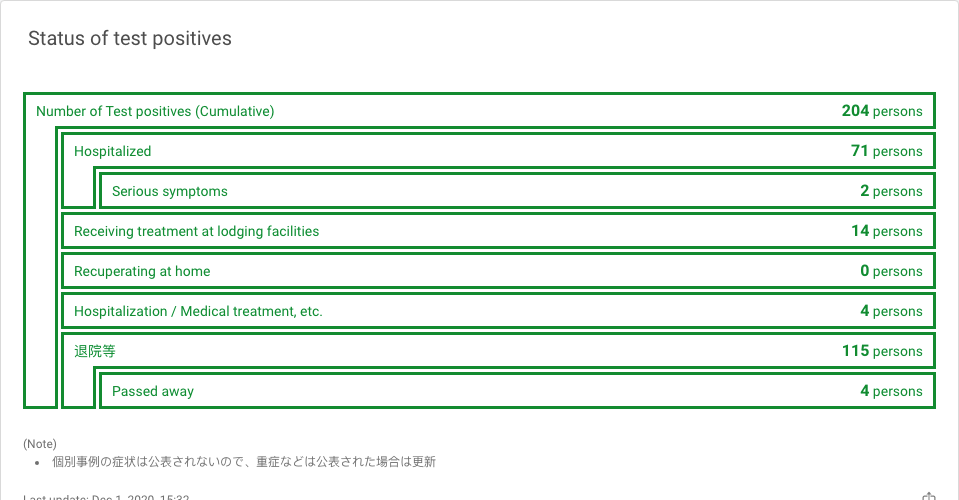 Status of test positives
Number of Test positives (Cumulative) 204 persons
Hospitalized 71 persons
Serious symptoms 2 persons
Receiving treatment at lodging facilities 14 persons
Recuperating at home 0 persons
Hospitalization / Medical treatment, etc. 4 persons
退院等 115 persons
Passed away 4 persons
(Note)
• 個別事例の症状は公表されないので、重症などは公表された場合は更新
Last update: Dec 1, 2020, 15:32